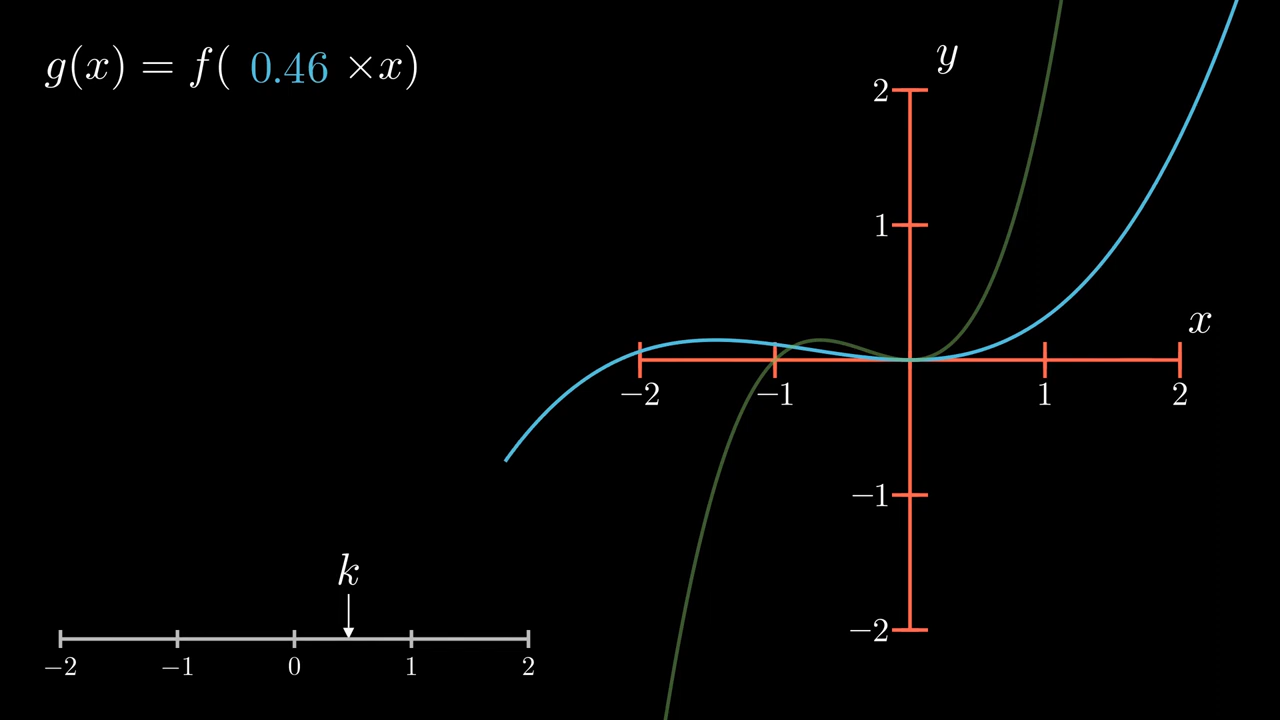 g(x) = f( 0.46 ×x)
y
2
1
x
−2 −1 1 2
−1
k
−2
−2 −1 0 1 2